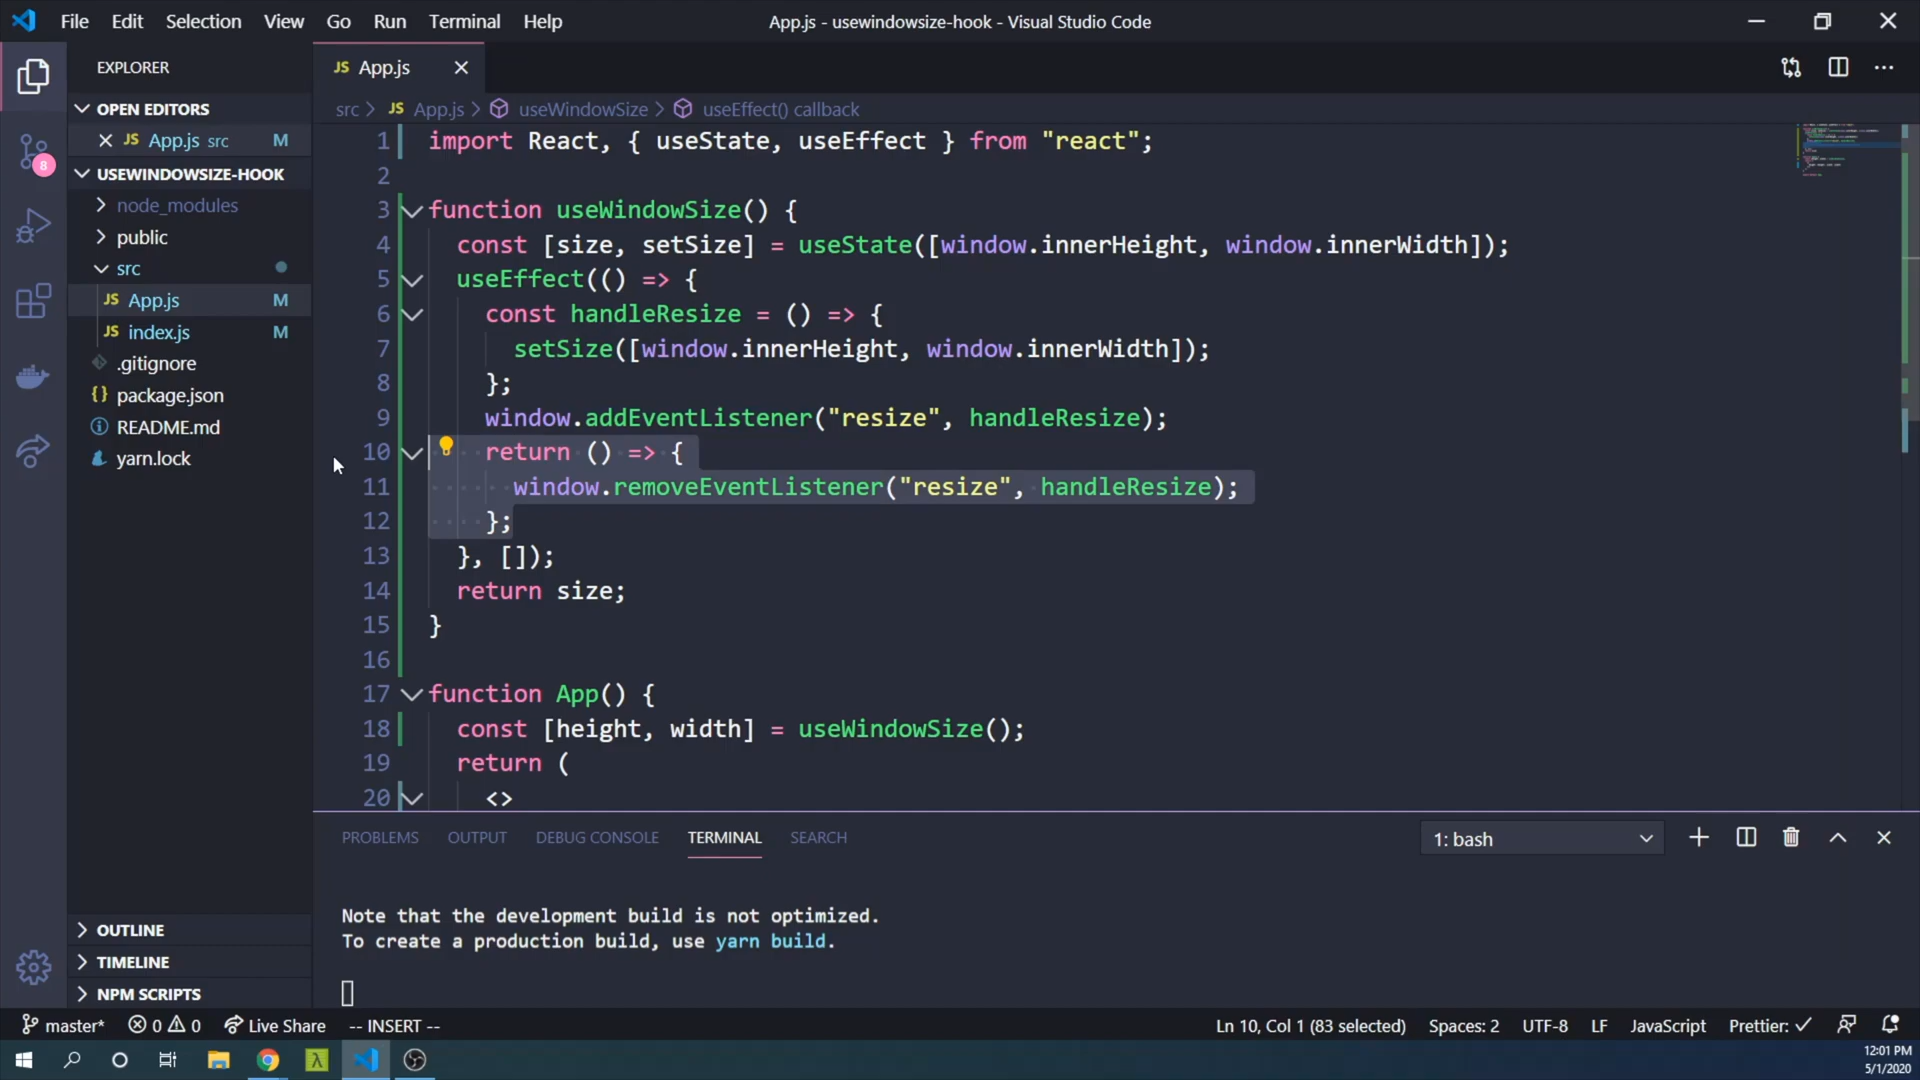 File Edit Selection View Go Run Terminal Help
App.js - usewindowsize-hook - Visual Studio Code
EXPLORER
OPEN EDITORS
JS App.js src M
8
USEWINDOWSIZE-HOOK
node_modules
public
src
JS App.js M
JS index.js M
.gitignore
{} package.json
README.md
yarn.lock
OUTLINE
TIMELINE
NPM SCRIPTS
JS App.js
src > JS App.js > useWindowSize > useEffect() callback
1 import React, { useState, useEffect } from "react";
2
3 function useWindowSize() {
4 const [size, setSize] = useState([window.innerHeight, window.innerWidth]);
5 useEffect(() => {
6 const handleResize = () => {
7 setSize([window.innerHeight, window.innerWidth]);
8 };
9 window.addEventListener("resize", handleResize);
10 return () => {
11 window.removeEventListener("resize", handleResize);
12 };
13 }, []);
14 return size;
15 }
16
17 function App() {
18 const [height, width] = useWindowSize();
19 return (
20 <>
PROBLEMS OUTPUT DEBUG CONSOLE TERMINAL SEARCH
1: bash
Note that the development build is not optimized.
To create a production build, use yarn build.
master* 0 0 Live Share -- INSERT --
Ln 10, Col 1 (83 selected) Spaces: 2 UTF-8 LF JavaScript Prettier: ✓
12:01 PM
5/1/2020